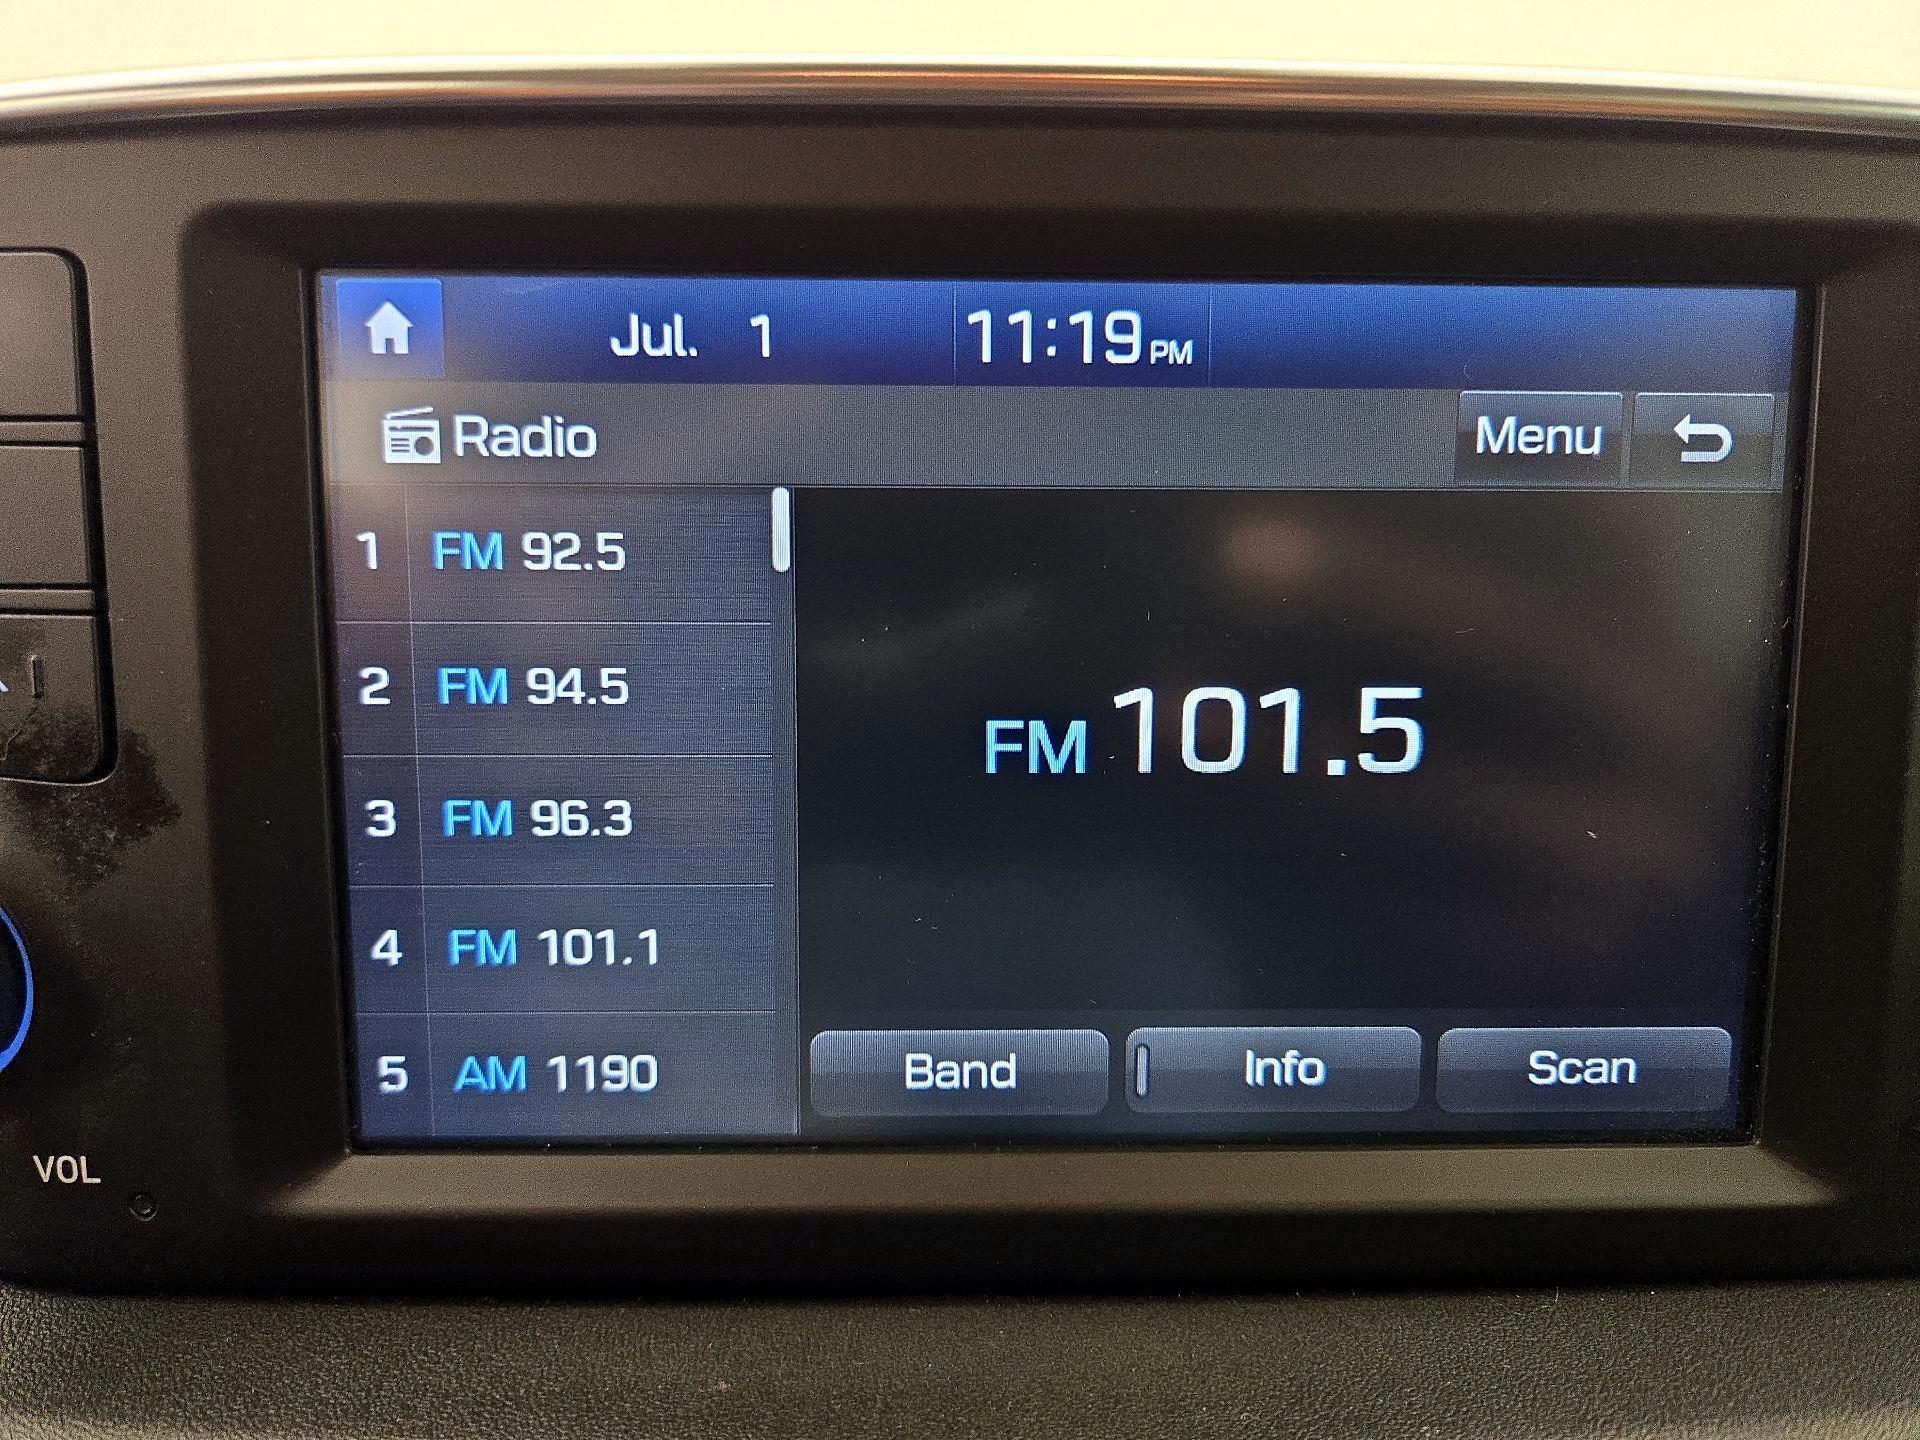 Jul. 1 11:19 PM
Radio Menu
1 FM 92.5
2 FM 94.5
3 FM 96.3
4 FM 101.1
5 AM 1190
FM 101.5
Band Info Scan
VOL